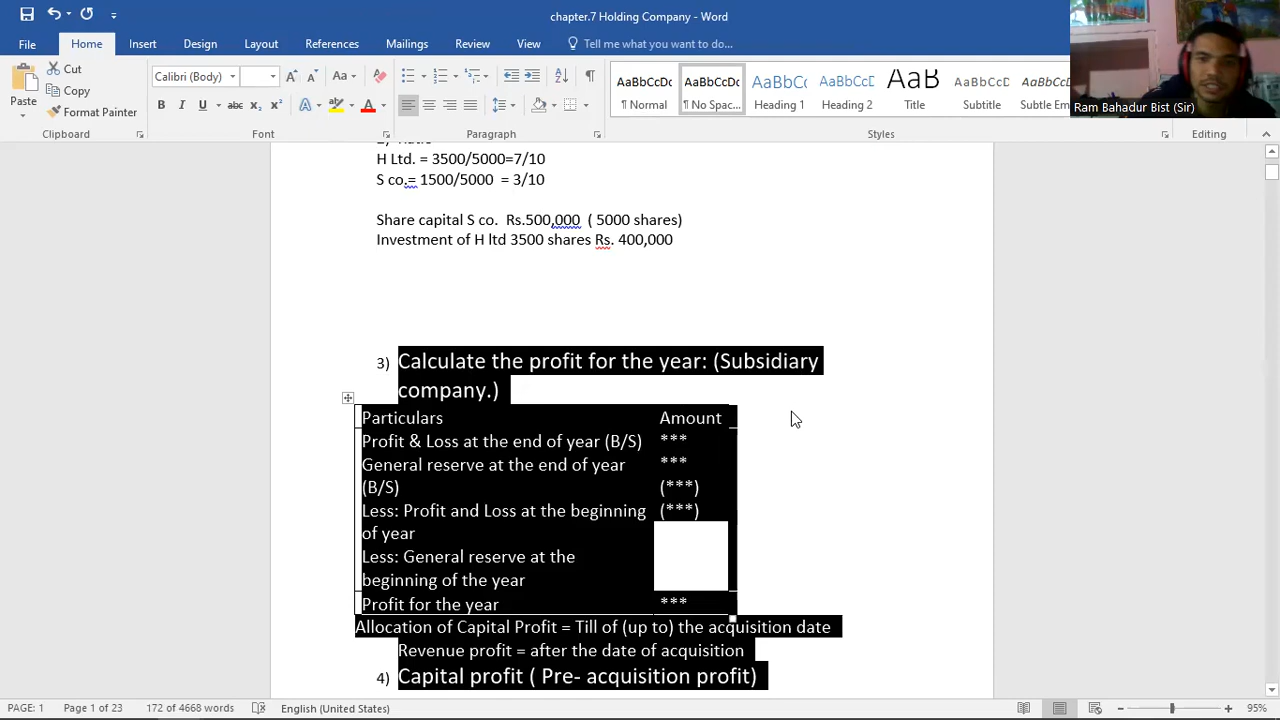 chapter.7 Holding Company - Word
File Home Insert Design Layout References Mailings Review View Tell me what you want to do...
Paste Cut Copy Format Painter
Calibri (Body)
AaBbCcDc AaBbCcDc AaBbCc AaBbCc AaB AaBbCcD AaBbCcDc
¶ Normal ¶ No Spac... Heading 1 Heading Title Subtitle Subtle Em
Clipboard Font Paragraph Styles Editing
Ram Bahadur Bist (Sir)
H Ltd. = 3500/5000=7/10
S co.= 1500/5000 = 3/10
Share capital S co. Rs.500,000 ( 5000 shares)
Investment of H ltd 3500 shares Rs. 400,000
3) Calculate the profit for the year: (Subsidiary
company.)
Particulars Amount
Profit & Loss at the end of year (B/S) ***
General reserve at the end of year ***
(B/S) (***)
Less: Profit and Loss at the beginning (***)
of year
Less: General reserve at the
beginning of the year
Profit for the year ***
Allocation of Capital Profit = Till of (up to) the acquisition date
Revenue profit = after the date of acquisition
4) Capital profit ( Pre- acquisition profit)
PAGE: 1 Page 1 of 23 172 of 4668 words English (United States) 95%